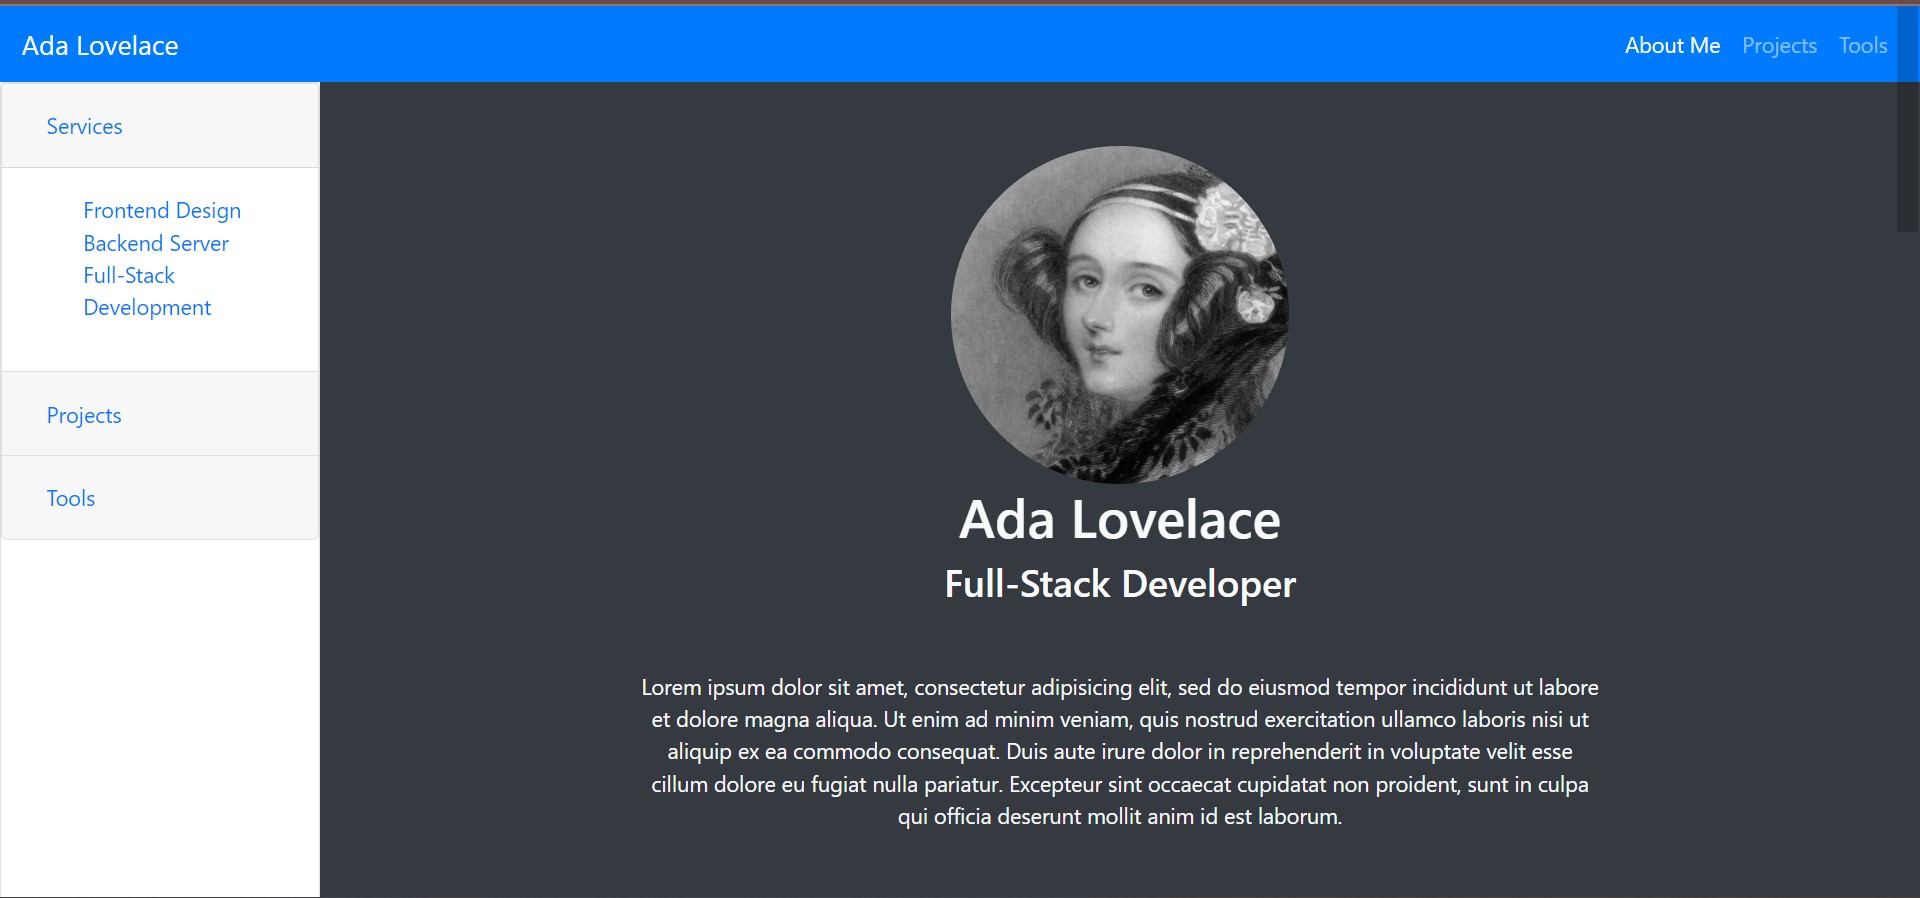 Ada Lovelace
About Me Projects Tools
Services
Frontend Design
Backend Server
Full-Stack
Development
Projects
Tools
Ada Lovelace
Full-Stack Developer
Lorem ipsum dolor sit amet, consectetur adipisicing elit, sed do eiusmod tempor incididunt ut labore
et dolore magna aliqua. Ut enim ad minim veniam, quis nostrud exercitation ullamco laboris nisi ut
aliquip ex ea commodo consequat. Duis aute irure dolor in reprehenderit in voluptate velit esse
cillum dolore eu fugiat nulla pariatur. Excepteur sint occaecat cupidatat non proident, sunt in culpa
qui officia deserunt mollit anim id est laborum.